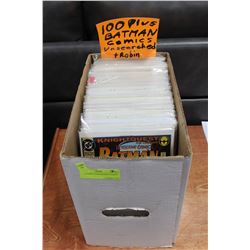 100 Plus
BATMAN
Comics
Unsearched
+ Robin
KNIGHTQUEST
BATMAN